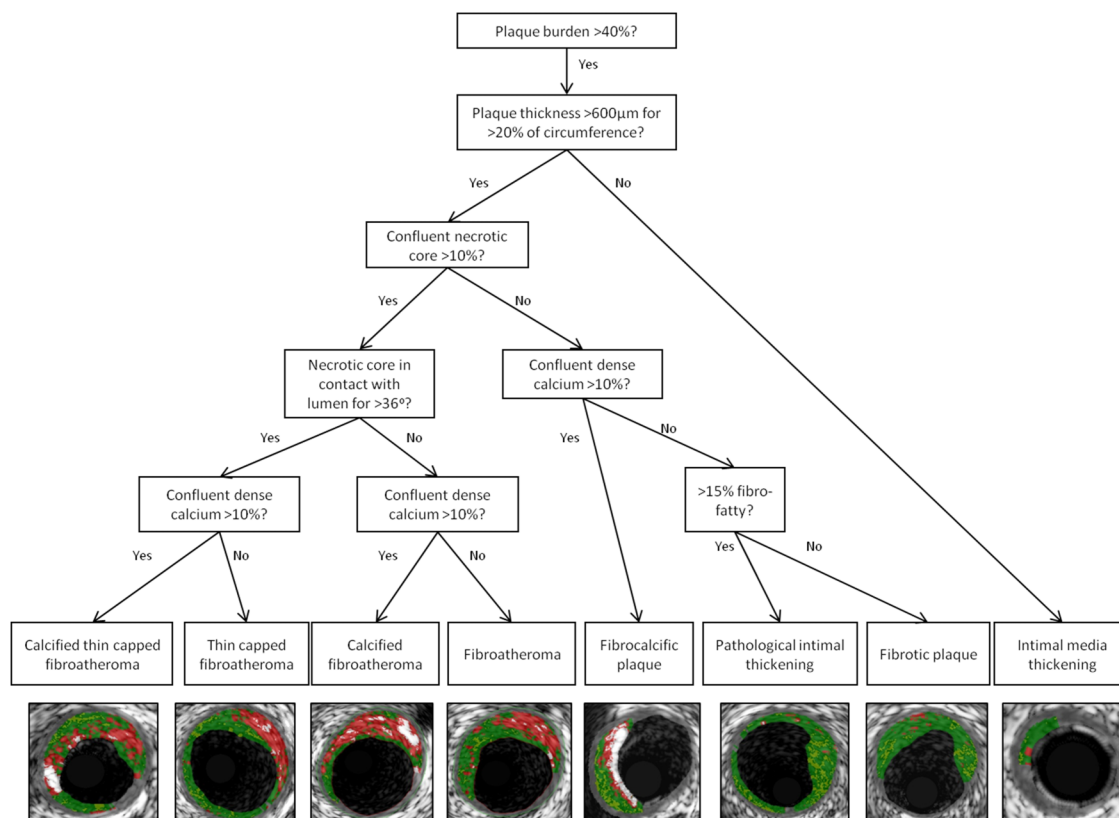 Plaque burden >40%?
Yes
Plaque thickness >600μm for
>20% of circumference?
Yes
No
Confluent necrotic
core >10%?
Yes
No
Necrotic core in
contact with
lumen for >36º?
Confluent dense
calcium >10%?
Yes
No
Yes
No
Confluent dense
calcium >10%?
Confluent dense
calcium >10%?
>15% fibro-
fatty?
Yes
No
Yes
No
Yes
No
Calcified thin capped
fibroatheroma
Thin capped
fibroatheroma
Calcified
fibroatheroma
Fibroatheroma
Fibrocalcific
plaque
Pathological intimal
thickening
Fibrotic plaque
Intimal media
thickening